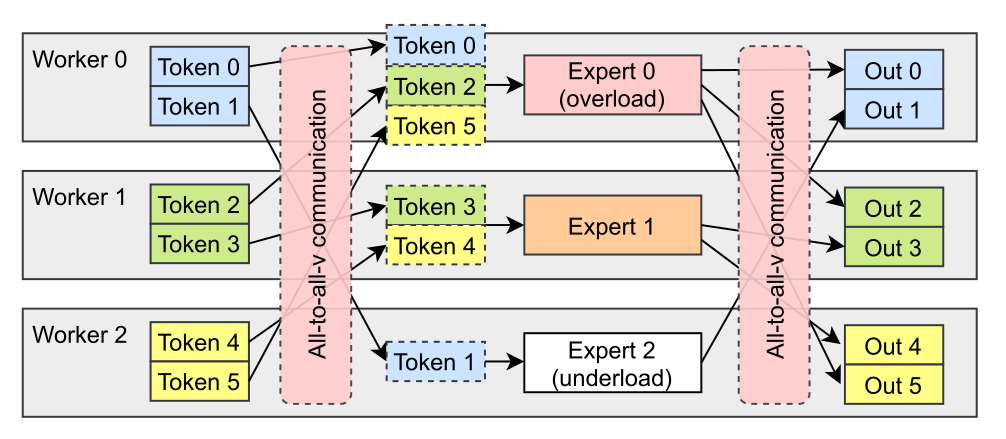 Worker 0
Token 0
Token 1
Token 0
Token 2
Token 5
Expert 0
(overload)
Out 0
Out 1
Worker 1
Token 2
Token 3
Token 3
Token 4
Expert 1
Out 2
Out 3
Worker 2
Token 4
Token 5
Token 1
Expert 2
(underload)
Out 4
Out 5
All-to-all-v communication
All-to-all-v communication